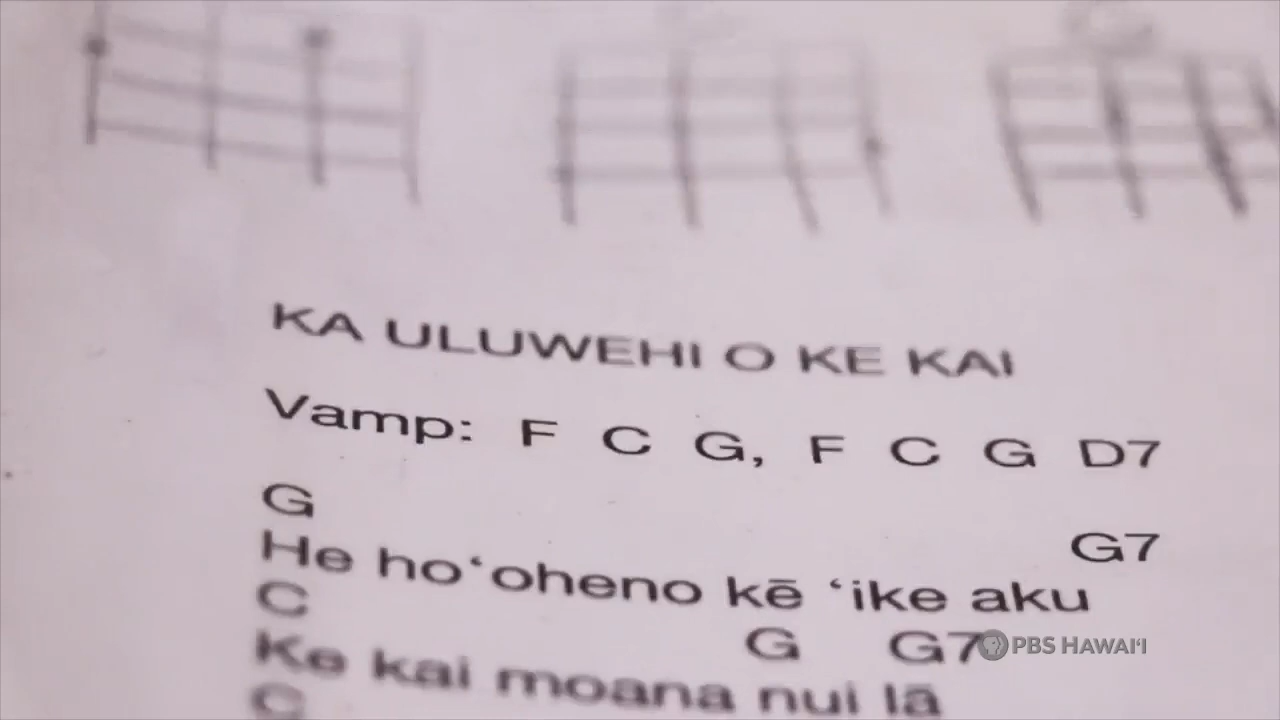 KA ULUWEHI O KE KAI
Vamp: F C G, F C G D7
G G7
He hoʻoheno kē ʻike aku
C G G7
Ke kai moana nui lā
C
PBS HAWAIʻI